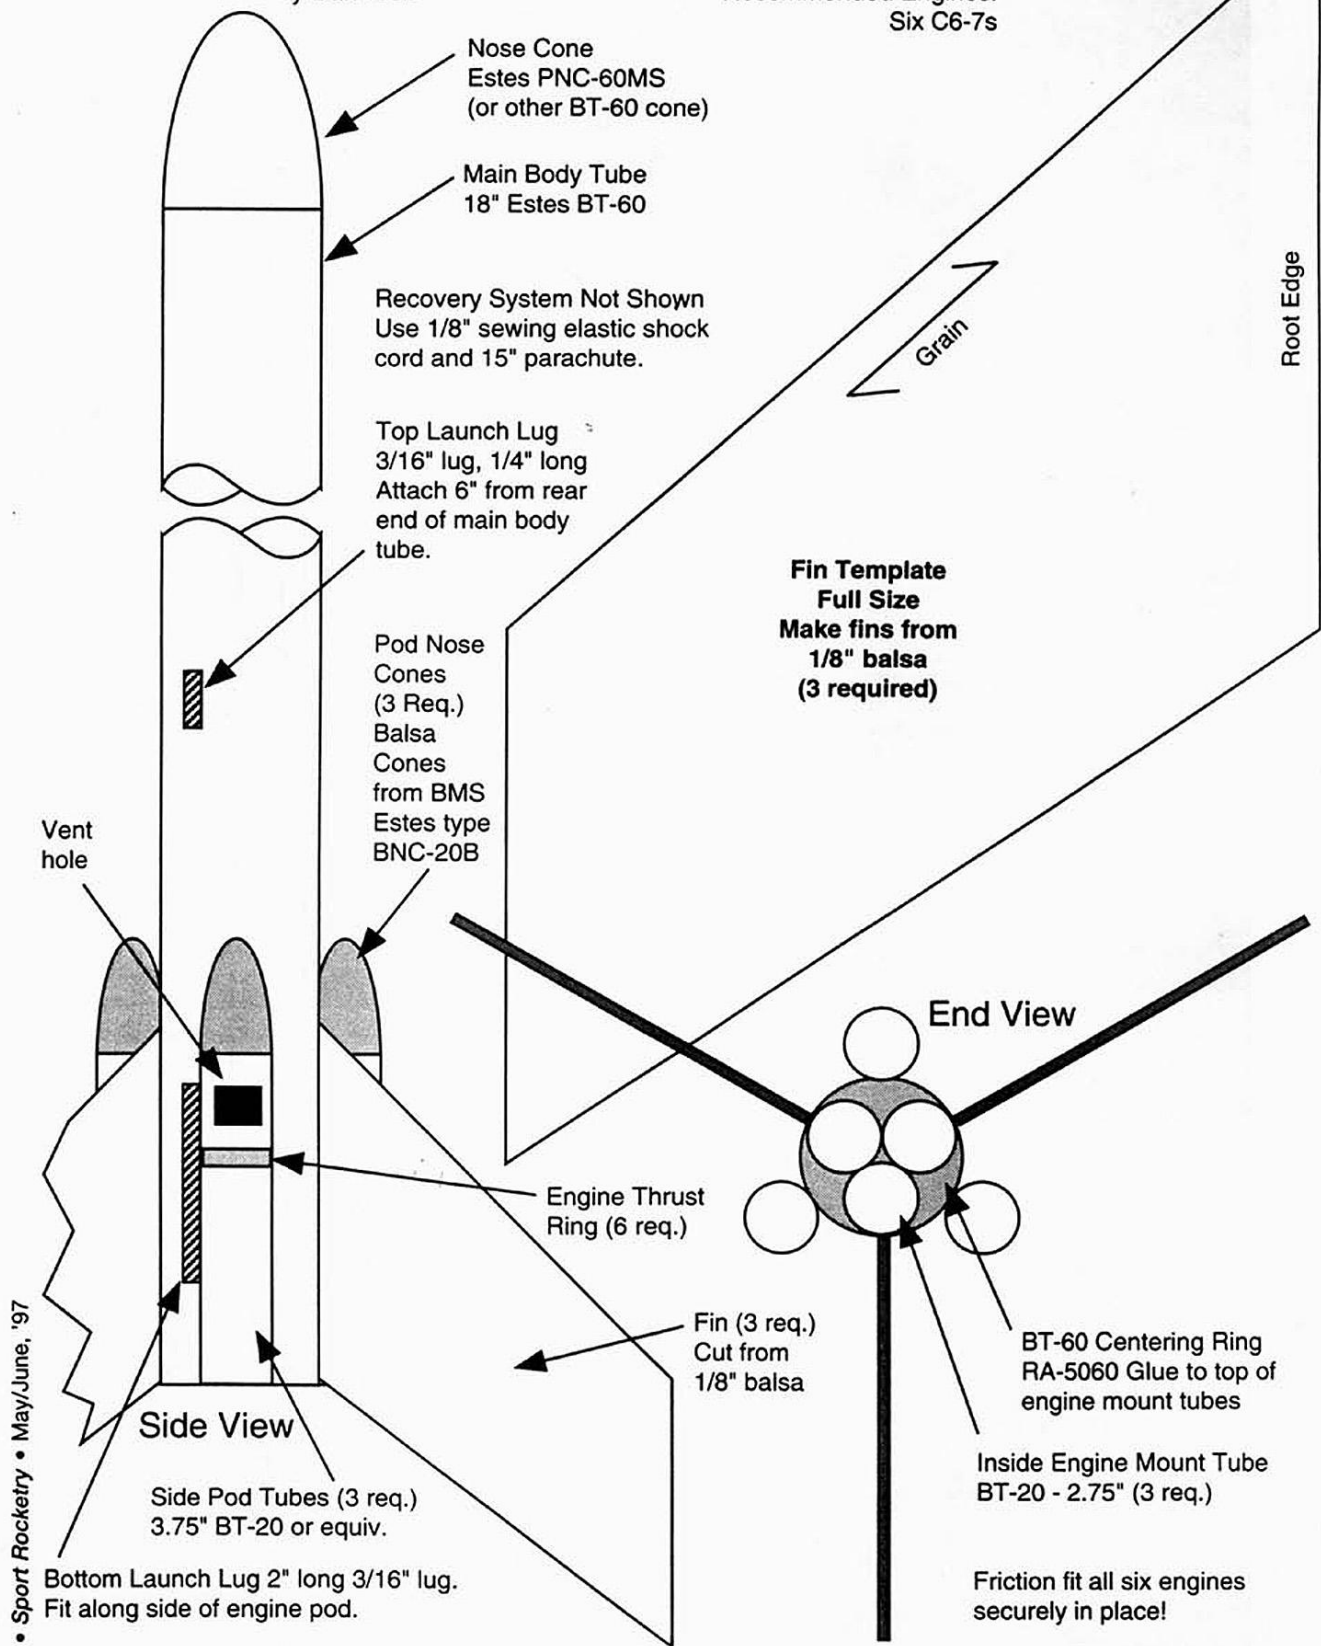 Six C6-7s
Nose Cone
Estes PNC-60MS
(or other BT-60 cone)
Main Body Tube
18" Estes BT-60
Recovery System Not Shown
Use 1/8" sewing elastic shock
cord and 15" parachute.
Grain
Root Edge
Top Launch Lug
3/16" lug, 1/4" long
Attach 6" from rear
end of main body
tube.
Fin Template
Full Size
Make fins from
1/8" balsa
(3 required)
Pod Nose
Cones
(3 Req.)
Balsa
Cones
from BMS
Estes type
BNC-20B
Vent
hole
End View
Engine Thrust
Ring (6 req.)
Fin (3 req.)
Cut from
1/8" balsa
BT-60 Centering Ring
RA-5060 Glue to top of
engine mount tubes
Side View
Inside Engine Mount Tube
BT-20 - 2.75" (3 req.)
Side Pod Tubes (3 req.)
3.75" BT-20 or equiv.
Bottom Launch Lug 2" long 3/16" lug.
Fit along side of engine pod.
Friction fit all six engines
securely in place!
• Sport Rocketry • May/June, '97